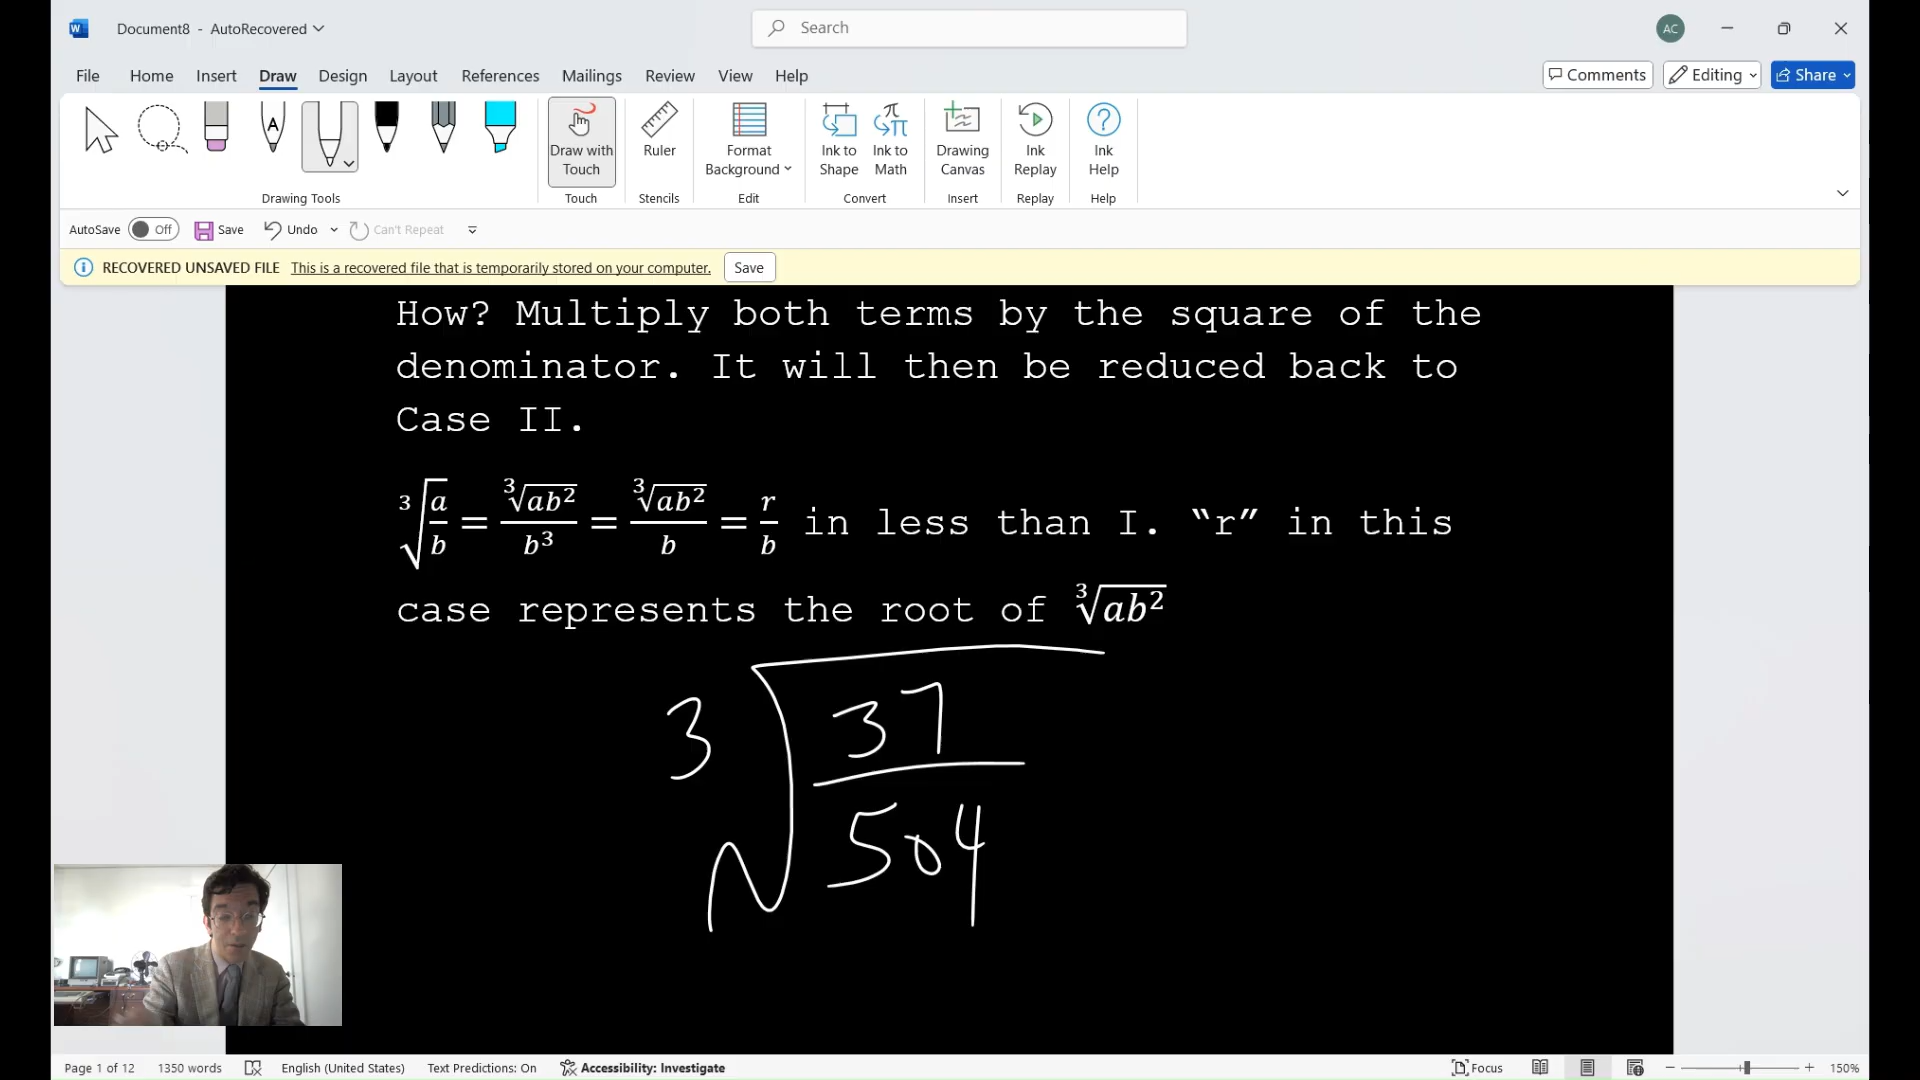 Document8 - AutoRecovered
Search
AC
File Home Insert Draw Design Layout References Mailings Review View Help
Comments Editing Share
A
Draw with Touch
Ruler
Format Background
Ink to Shape
Ink to Math
Drawing Canvas
Ink Replay
Ink Help
Drawing Tools Touch Stencils Edit Convert Insert Replay Help
AutoSave Off Save Undo Can't Repeat
RECOVERED UNSAVED FILE This is a recovered file that is temporarily stored on your computer. Save
How? Multiply both terms by the square of the
denominator. It will then be reduced back to
Case II.
∛(a/b) = ∛ab²/b³ = ∛ab²/b = r/b in less than I. “r” in this
case represents the root of ∛ab²
∛(37/504)
Page 1 of 12 1350 words English (United States) Text Predictions: On Accessibility: Investigate Focus 150%